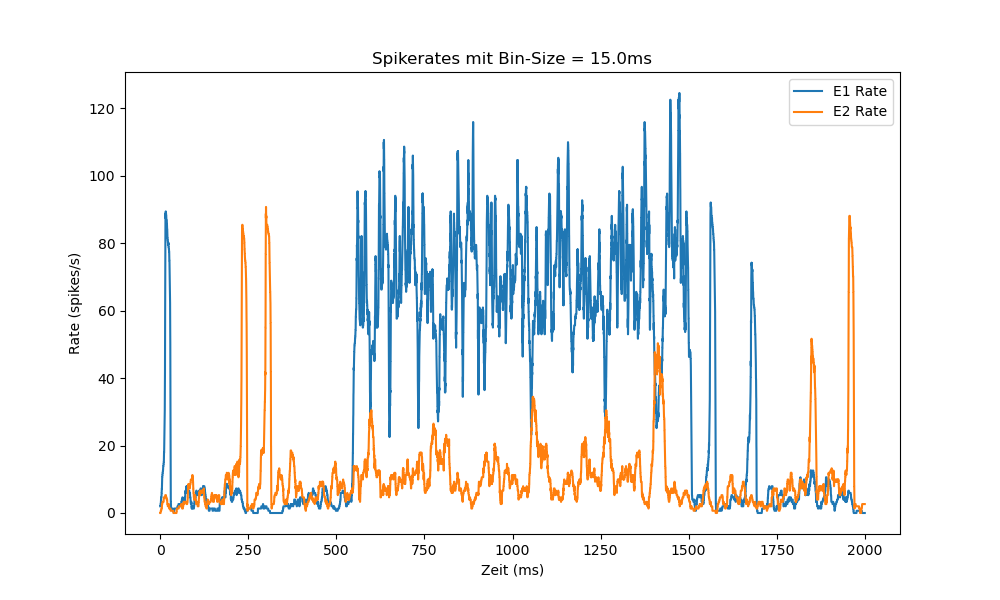 Spikerates mit Bin-Size = 15.0ms
E1 Rate
E2 Rate
Rate (spikes/s)
120
100
80
60
40
20
0
0 250 500 750 1000 1250 1500 1750 2000
Zeit (ms)